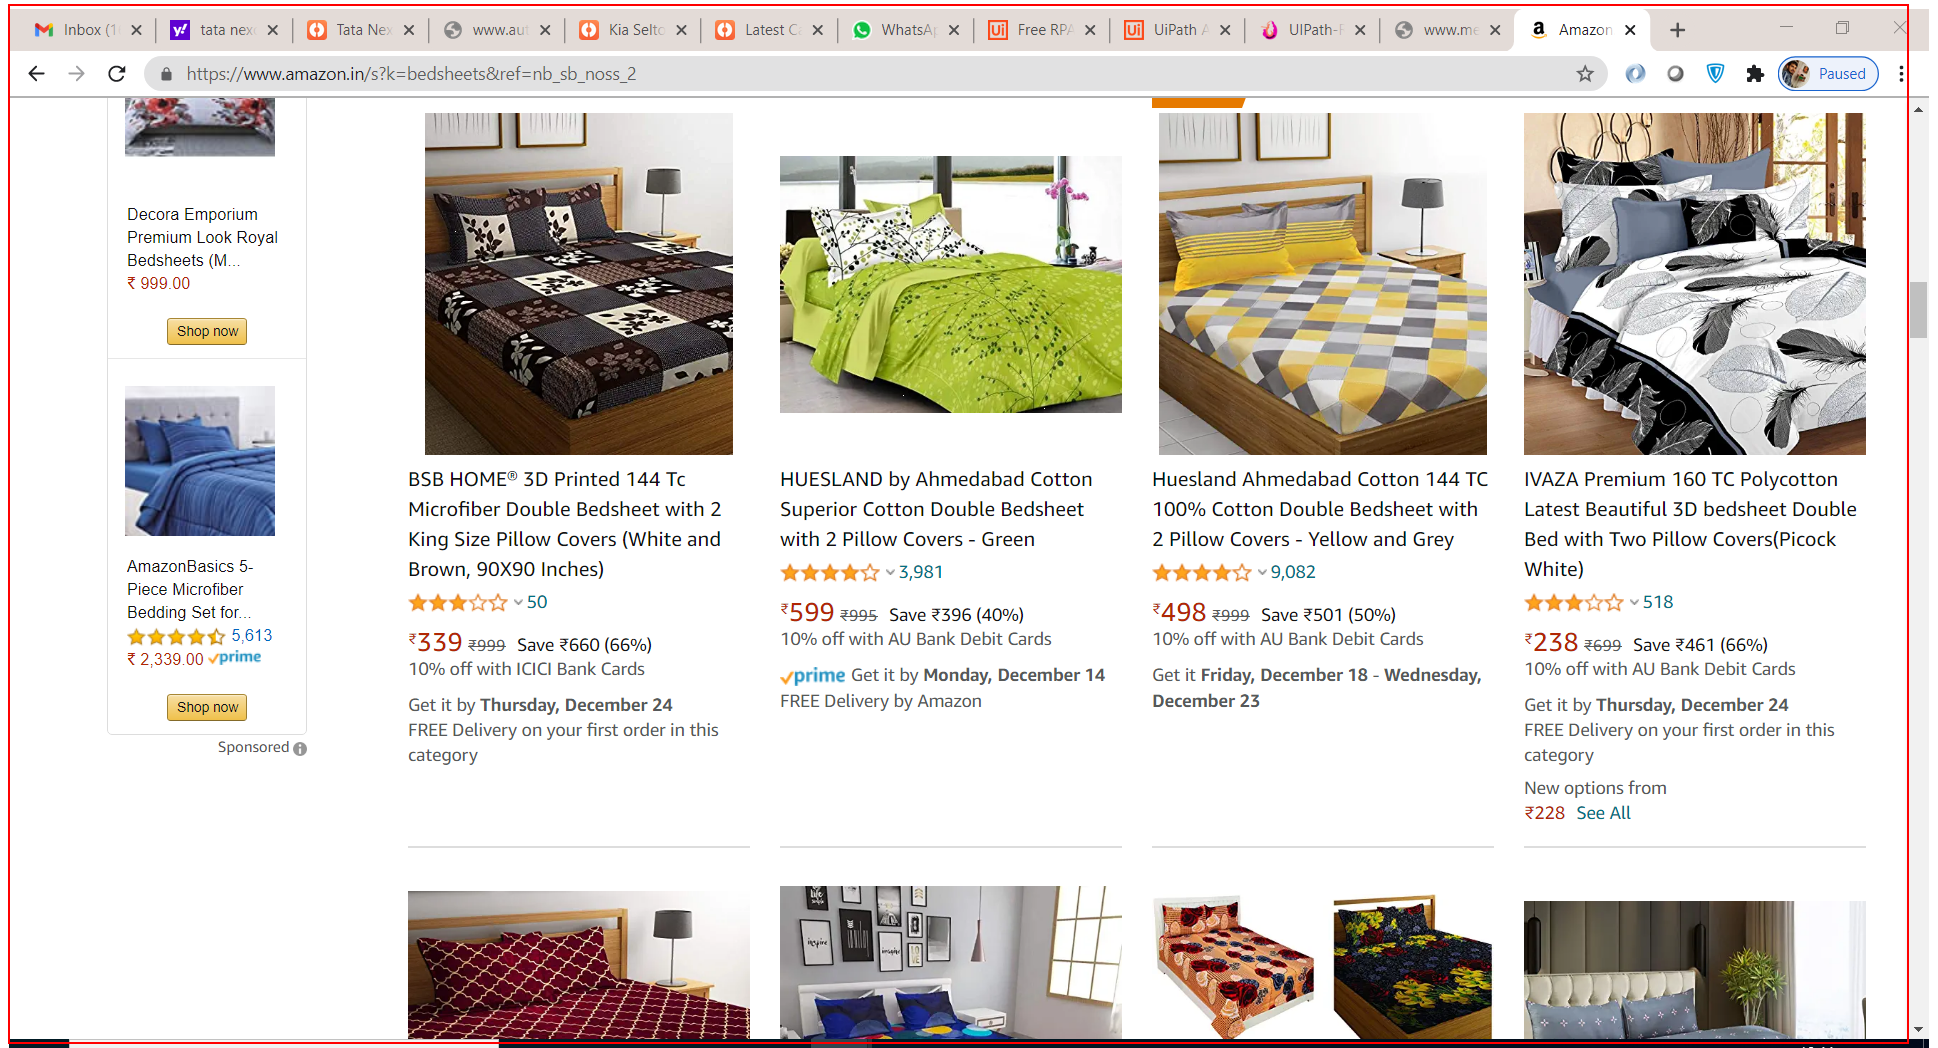 Inbox (1
tata nex
Tata Nex
www.aut
Kia Selto
Latest Ca
WhatsAp
Free RPA
UiPath A
UIPath-F
www.me
Amazon
https://www.amazon.in/s?k=bedsheets&ref=nb_sb_noss_2
Paused
Decora Emporium
Premium Look Royal
Bedsheets (M...
₹ 999.00
Shop now
AmazonBasics 5-
Piece Microfiber
Bedding Set for...
5,613
₹ 2,339.00 prime
Shop now
Sponsored
BSB HOME® 3D Printed 144 Tc
Microfiber Double Bedsheet with 2
King Size Pillow Covers (White and
Brown, 90X90 Inches)
50
₹339 ₹999 Save ₹660 (66%)
10% off with ICICI Bank Cards
Get it by Thursday, December 24
FREE Delivery on your first order in this
category
HUESLAND by Ahmedabad Cotton
Superior Cotton Double Bedsheet
with 2 Pillow Covers - Green
3,981
₹599 ₹995 Save ₹396 (40%)
10% off with AU Bank Debit Cards
prime Get it by Monday, December 14
FREE Delivery by Amazon
Huesland Ahmedabad Cotton 144 TC
100% Cotton Double Bedsheet with
2 Pillow Covers - Yellow and Grey
9,082
₹498 ₹999 Save ₹501 (50%)
10% off with AU Bank Debit Cards
Get it Friday, December 18 - Wednesday,
December 23
IVAZA Premium 160 TC Polycotton
Latest Beautiful 3D bedsheet Double
Bed with Two Pillow Covers(Picock
White)
518
₹238 ₹699 Save ₹461 (66%)
10% off with AU Bank Debit Cards
Get it by Thursday, December 24
FREE Delivery on your first order in this
category
New options from
₹228 See All
inspire